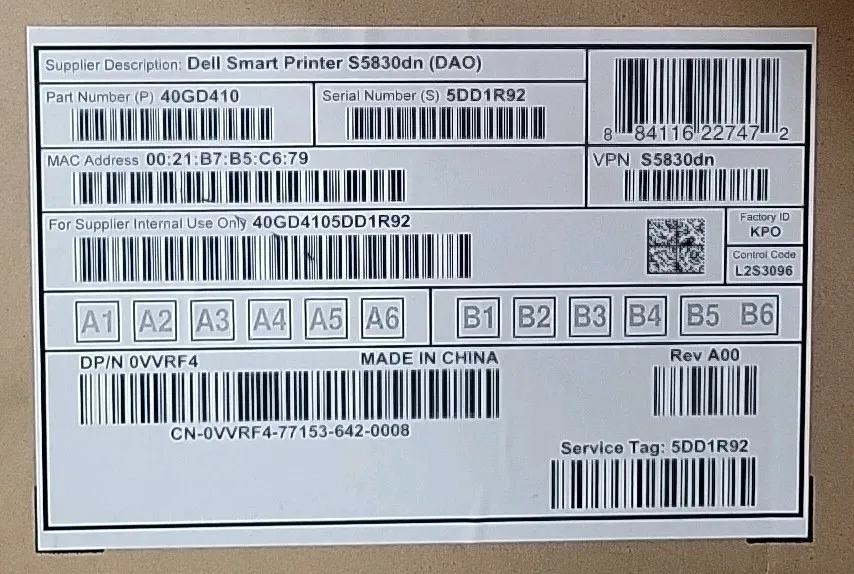 Supplier Description: Dell Smart Printer S5830dn (DAO)
Part Number (P) 40GD410
Serial Number (S) 5DD1R92
8 84116 22747 2
MAC Address 00:21:B7:B5:C6:79
VPN S5830dn
For Supplier Internal Use Only 40GD4105DD1R92
Factory ID
KPO
Control Code
L2S3096
A1 A2 A3 A4 A5 A6
B1 B2 B3 B4 B5 B6
DP/N 0VVRF4
MADE IN CHINA
Rev A00
CN-0VVRF4-77153-642-0008
Service Tag: 5DD1R92